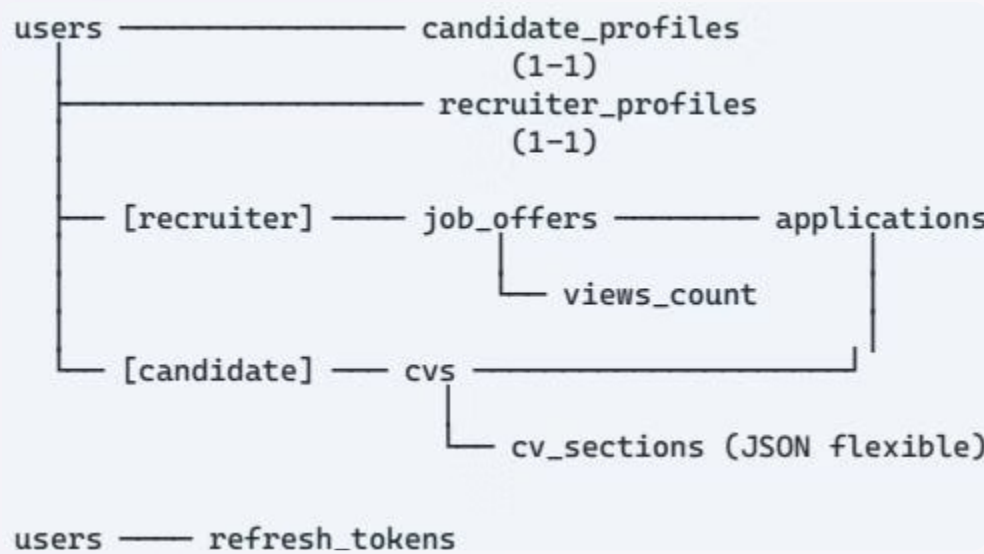 users candidate_profiles
(1-1)
recruiter_profiles
(1-1)
[recruiter] job_offers applications
views_count
[candidate] cvs
cv_sections (JSON flexible)
users refresh_tokens